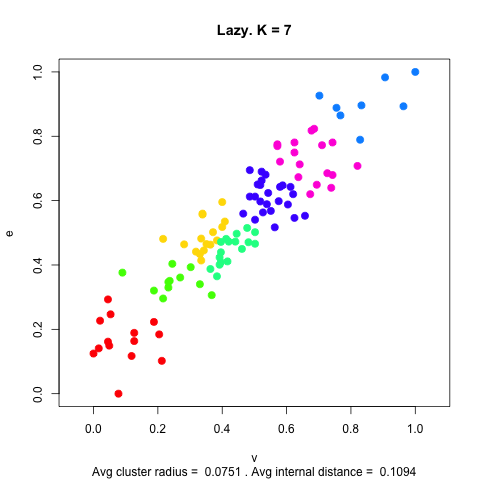 Lazy. K = 7
e
1.0
0.8
0.6
0.4
0.2
0.0
0.0 0.2 0.4 0.6 0.8 1.0
v
Avg cluster radius = 0.0751 . Avg internal distance = 0.1094